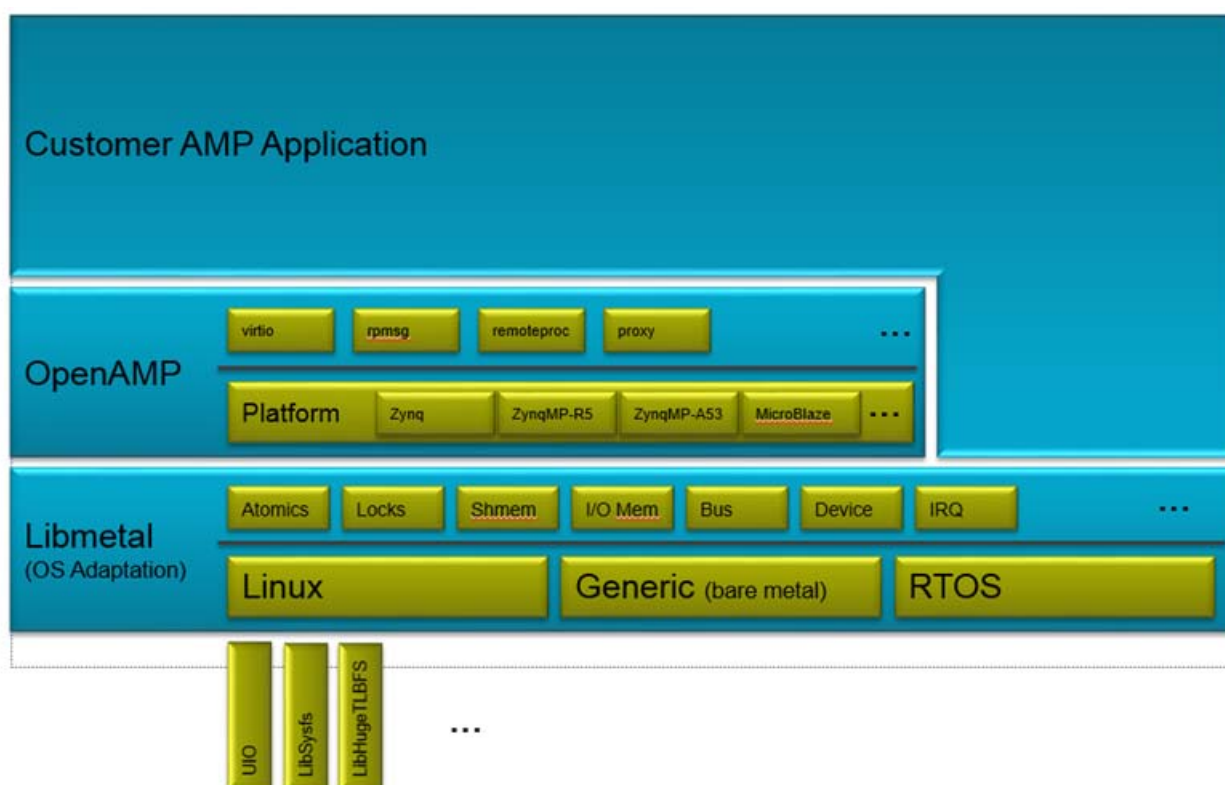 Customer AMP Application
virtio
rpmsg
remoteproc
proxy
...
OpenAMP
Platform
Zynq
ZynqMP-R5
ZynqMP-A53
MicroBlaze
...
Atomics
Locks
Shmem
I/O Mem
Bus
Device
IRQ
...
Libmetal
(OS Adaptation)
Linux
Generic (bare metal)
RTOS
UIO
LibSysfs
LibHugeTLBFS
...